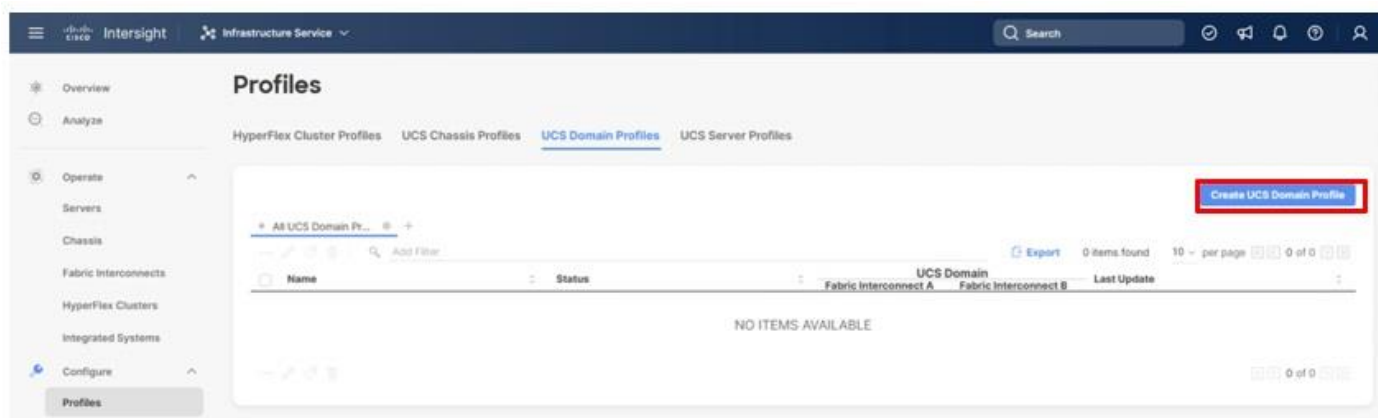 CISCO Intersight Infrastructure Service Search
Overview
Analyze
Operate
Servers
Chassis
Fabric Interconnects
HyperFlex Clusters
Integrated Systems
Configure
Profiles
Profiles
HyperFlex Cluster Profiles UCS Chassis Profiles UCS Domain Profiles UCS Server Profiles
Create UCS Domain Profile
All UCS Domain Pr... +
Add Filter Export 0 items found 10 per page 0 of 0
Name Status UCS Domain Last Update
Fabric Interconnect A Fabric Interconnect B
NO ITEMS AVAILABLE
0 of 0